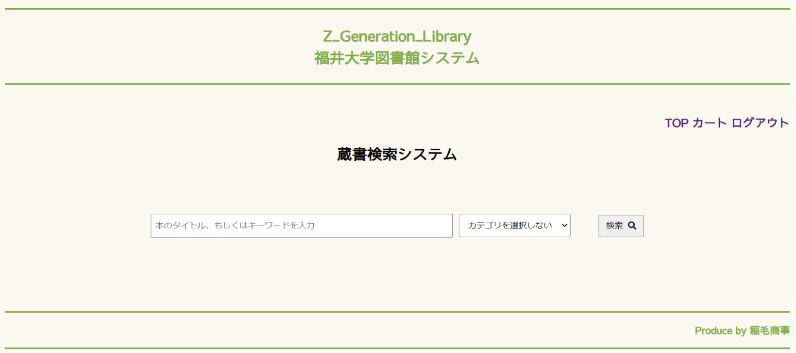 Z_Generation_Library
福井大学図書館システム
TOP カート ログアウト
蔵書検索システム
本のタイトル、もしくはキーワードを入力
カテゴリを選択しない
検索
Produce by 稲毛商事